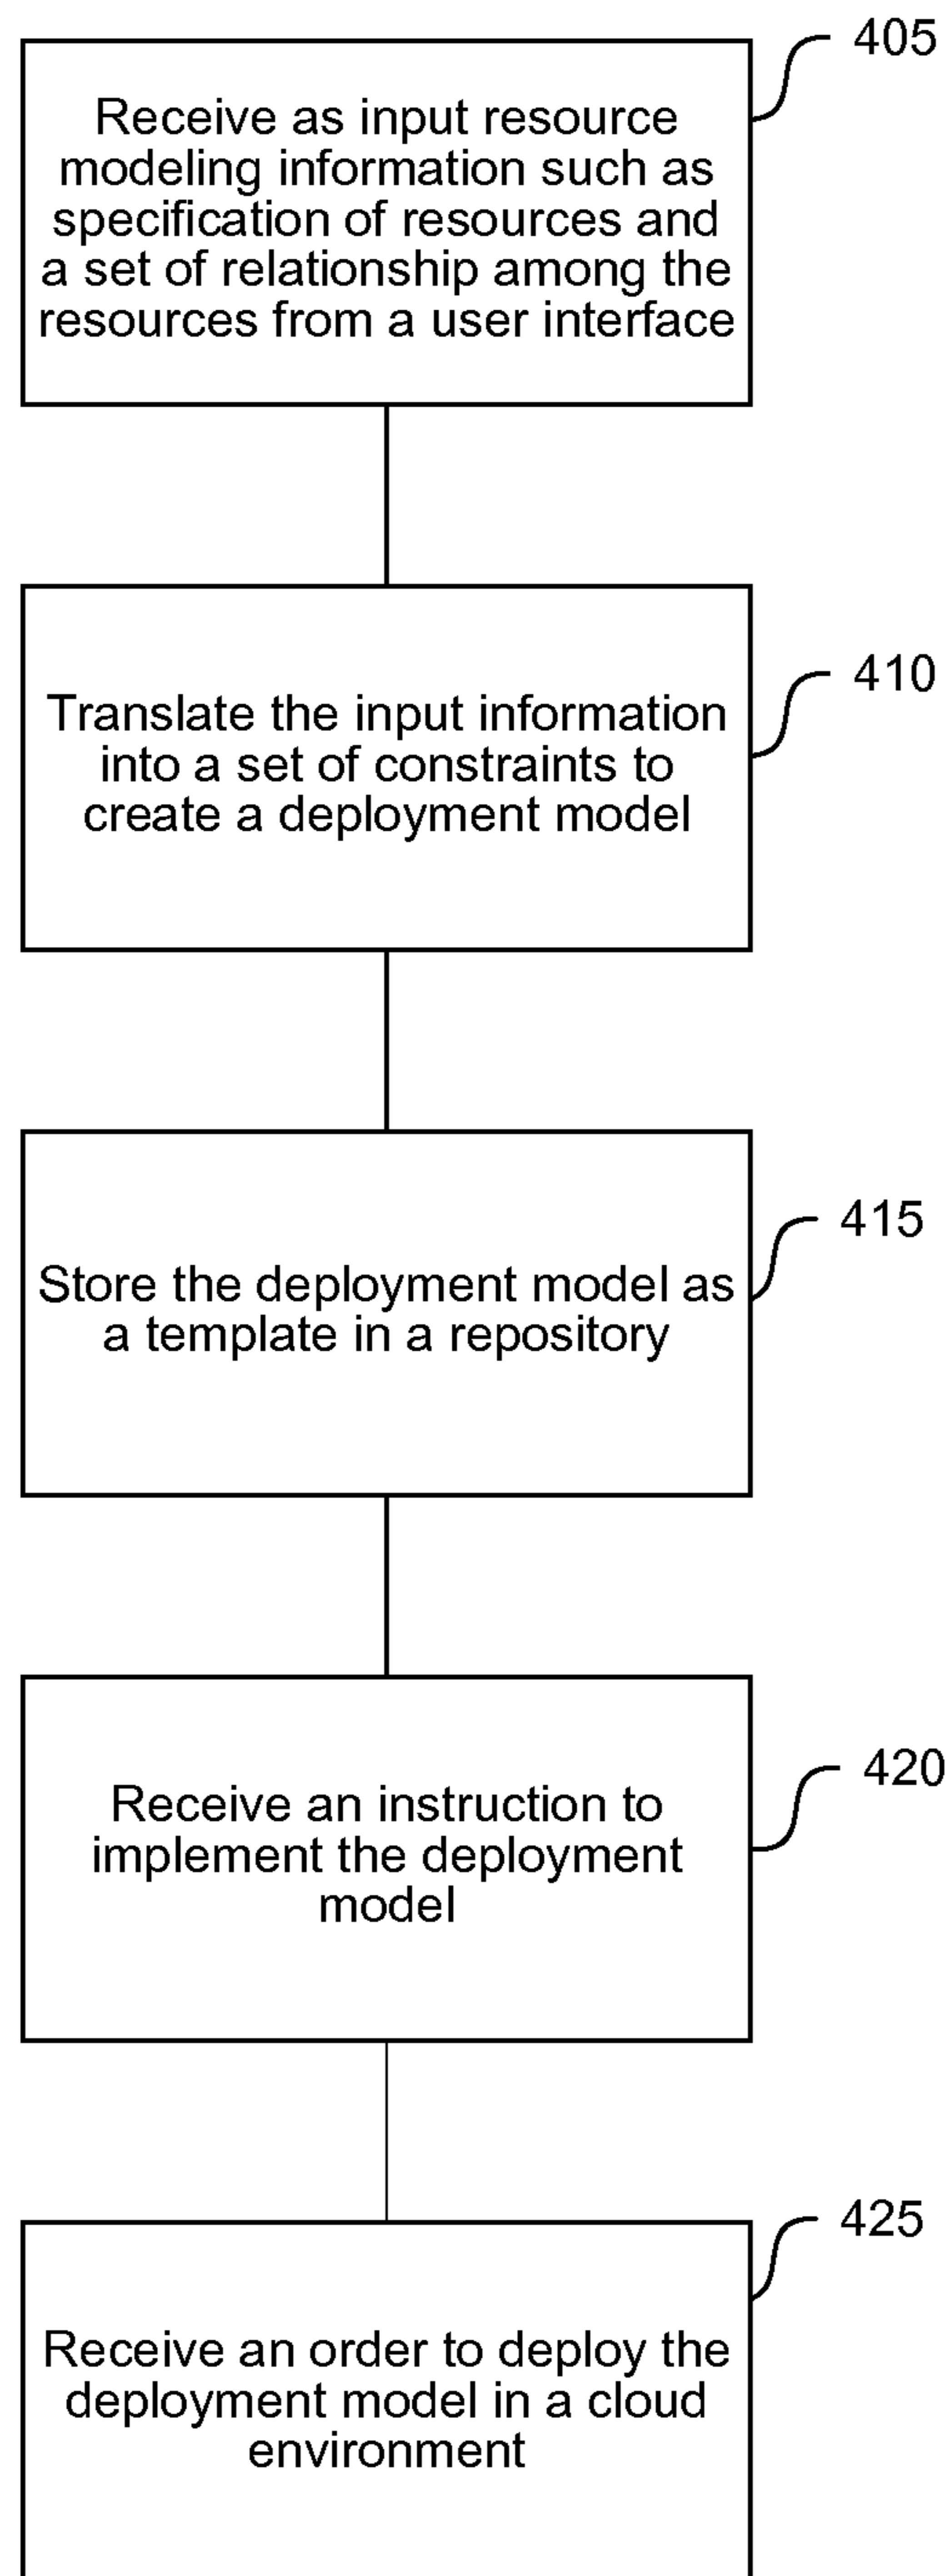 405
Receive as input resource
modeling information such as
specification of resources and
a set of relationship among the
resources from a user interface
410
Translate the input information
into a set of constraints to
create a deployment model
415
Store the deployment model as
a template in a repository
420
Receive an instruction to
implement the deployment
model
425
Receive an order to deploy the
deployment model in a cloud
environment